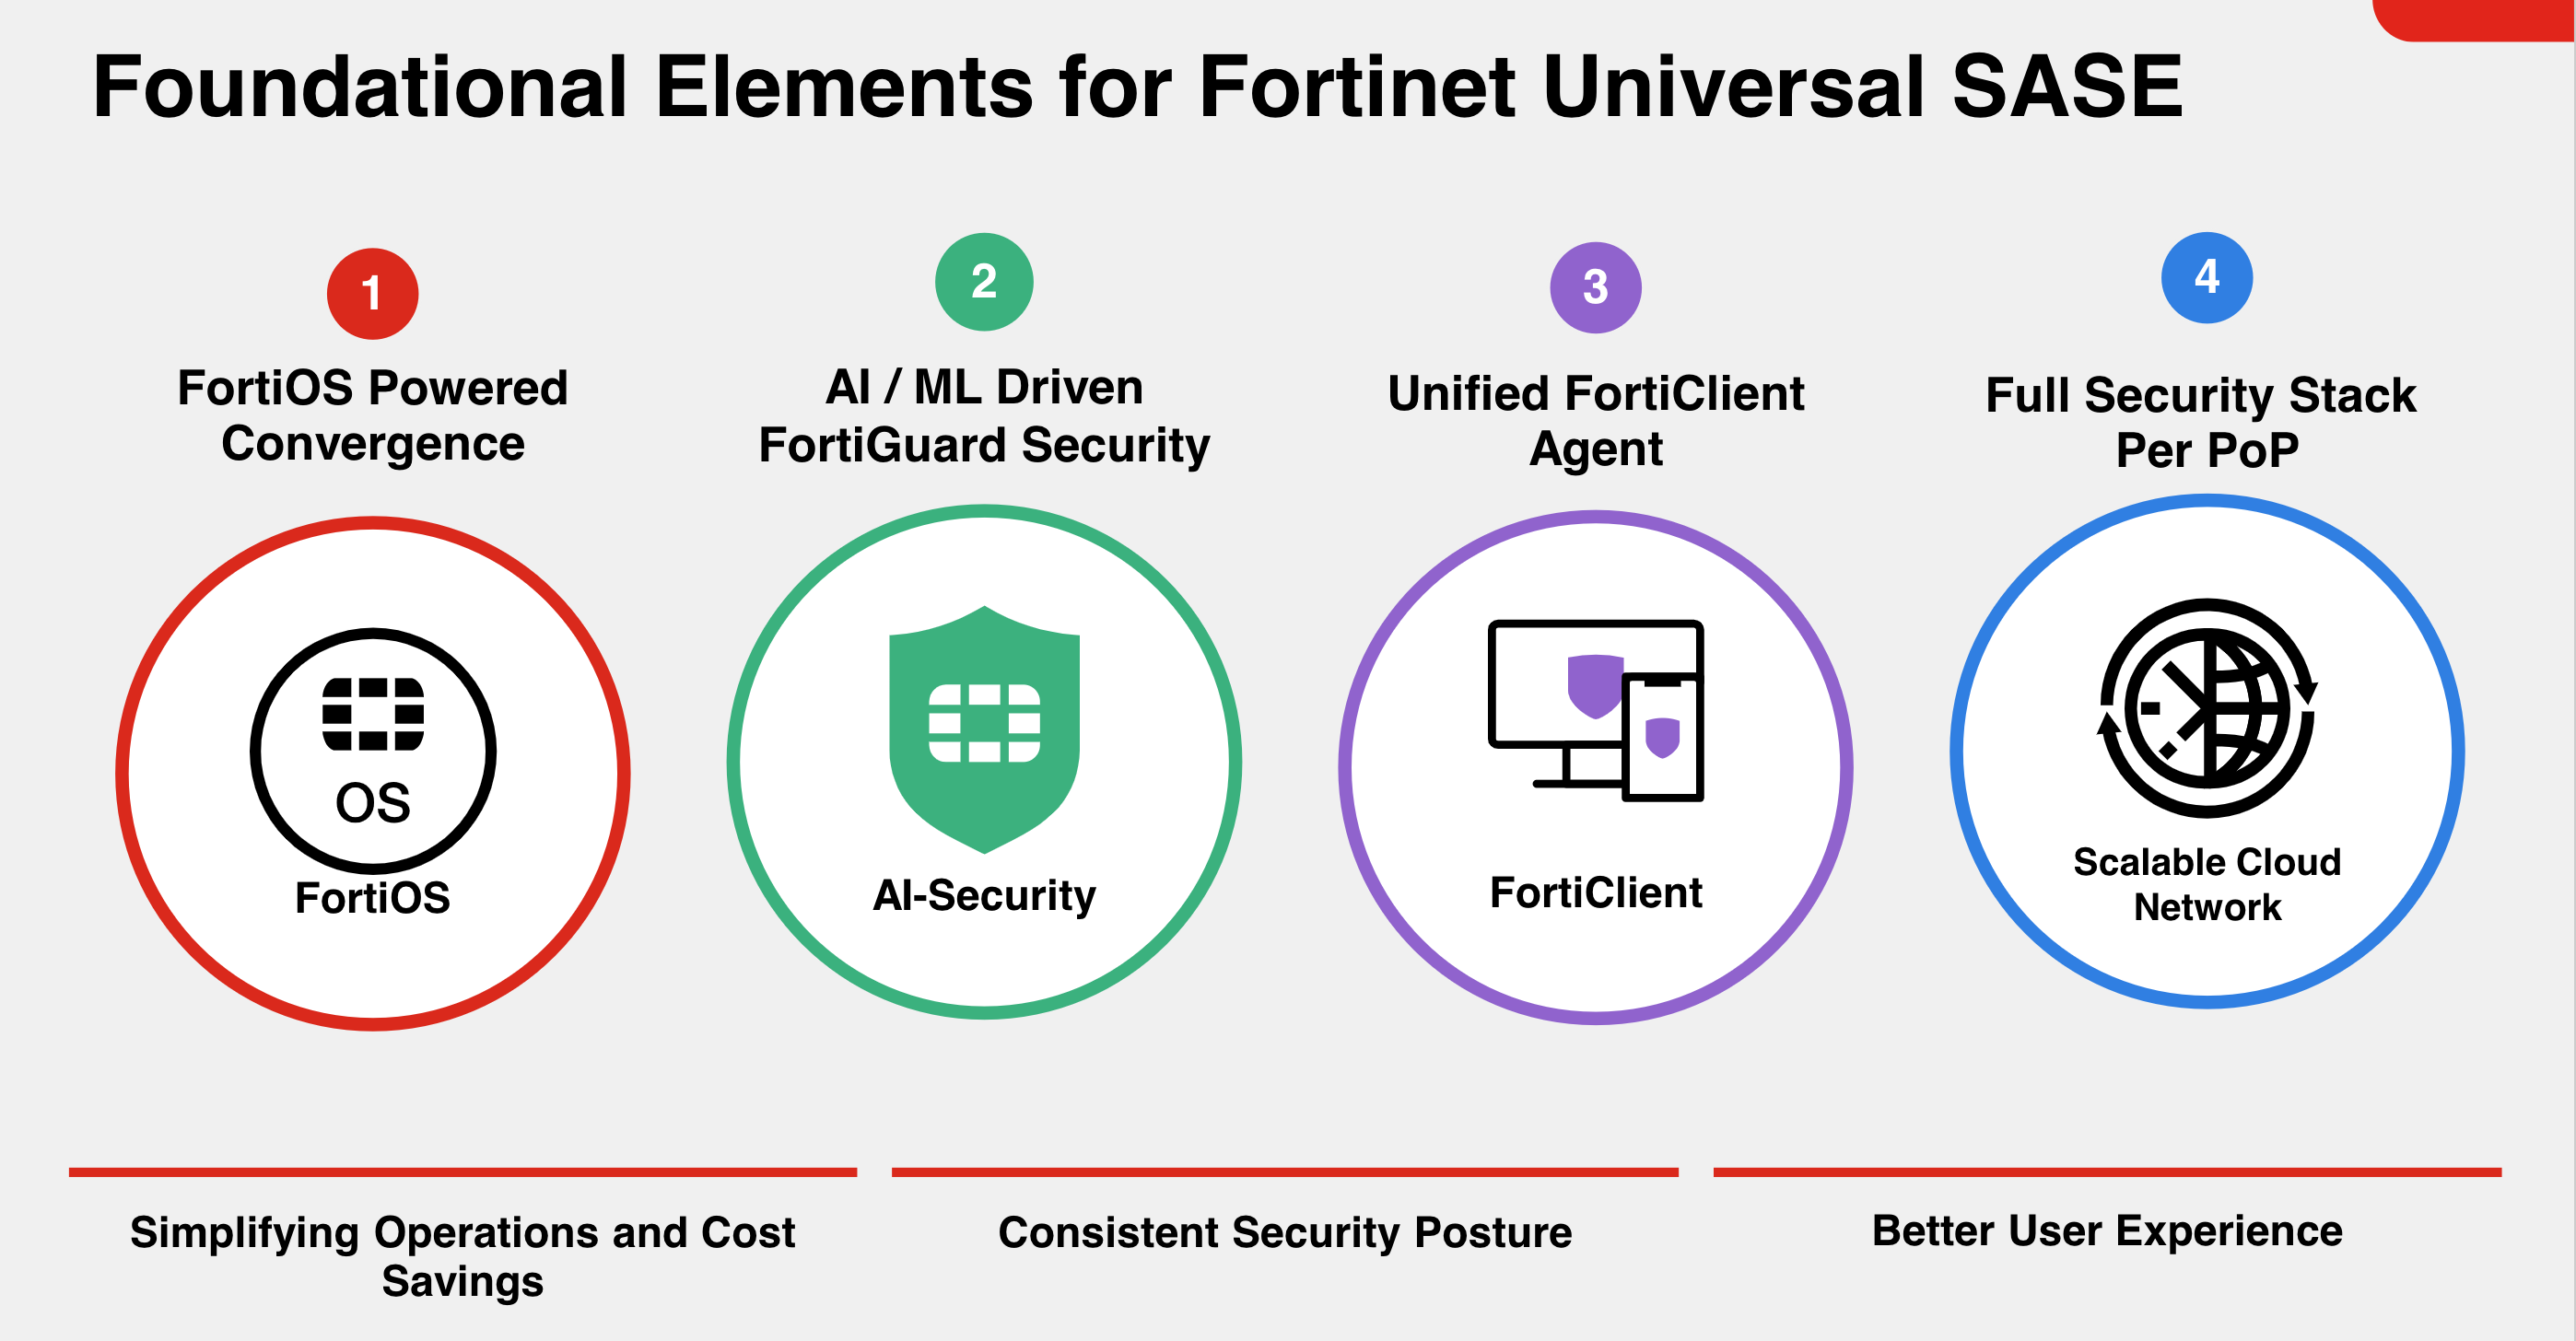 Foundational Elements for Fortinet Universal SASE
1
FortiOS Powered
Convergence
OS
FortiOS
2
AI / ML Driven
FortiGuard Security
AI-Security
3
Unified FortiClient
Agent
FortiClient
4
Full Security Stack
Per PoP
Scalable Cloud
Network
Simplifying Operations and Cost
Savings
Consistent Security Posture
Better User Experience